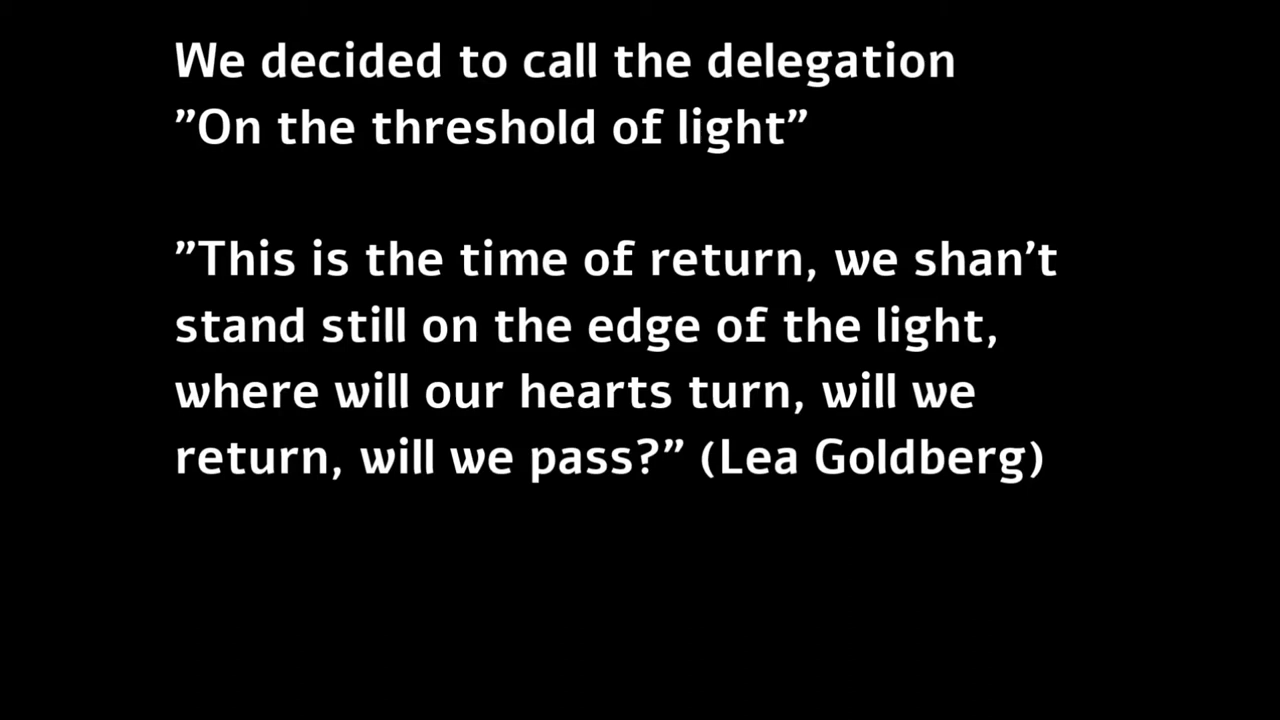 We decided to call the delegation
”On the threshold of light”
”This is the time of return, we shan’t
stand still on the edge of the light,
where will our hearts turn, will we
return, will we pass?” (Lea Goldberg)